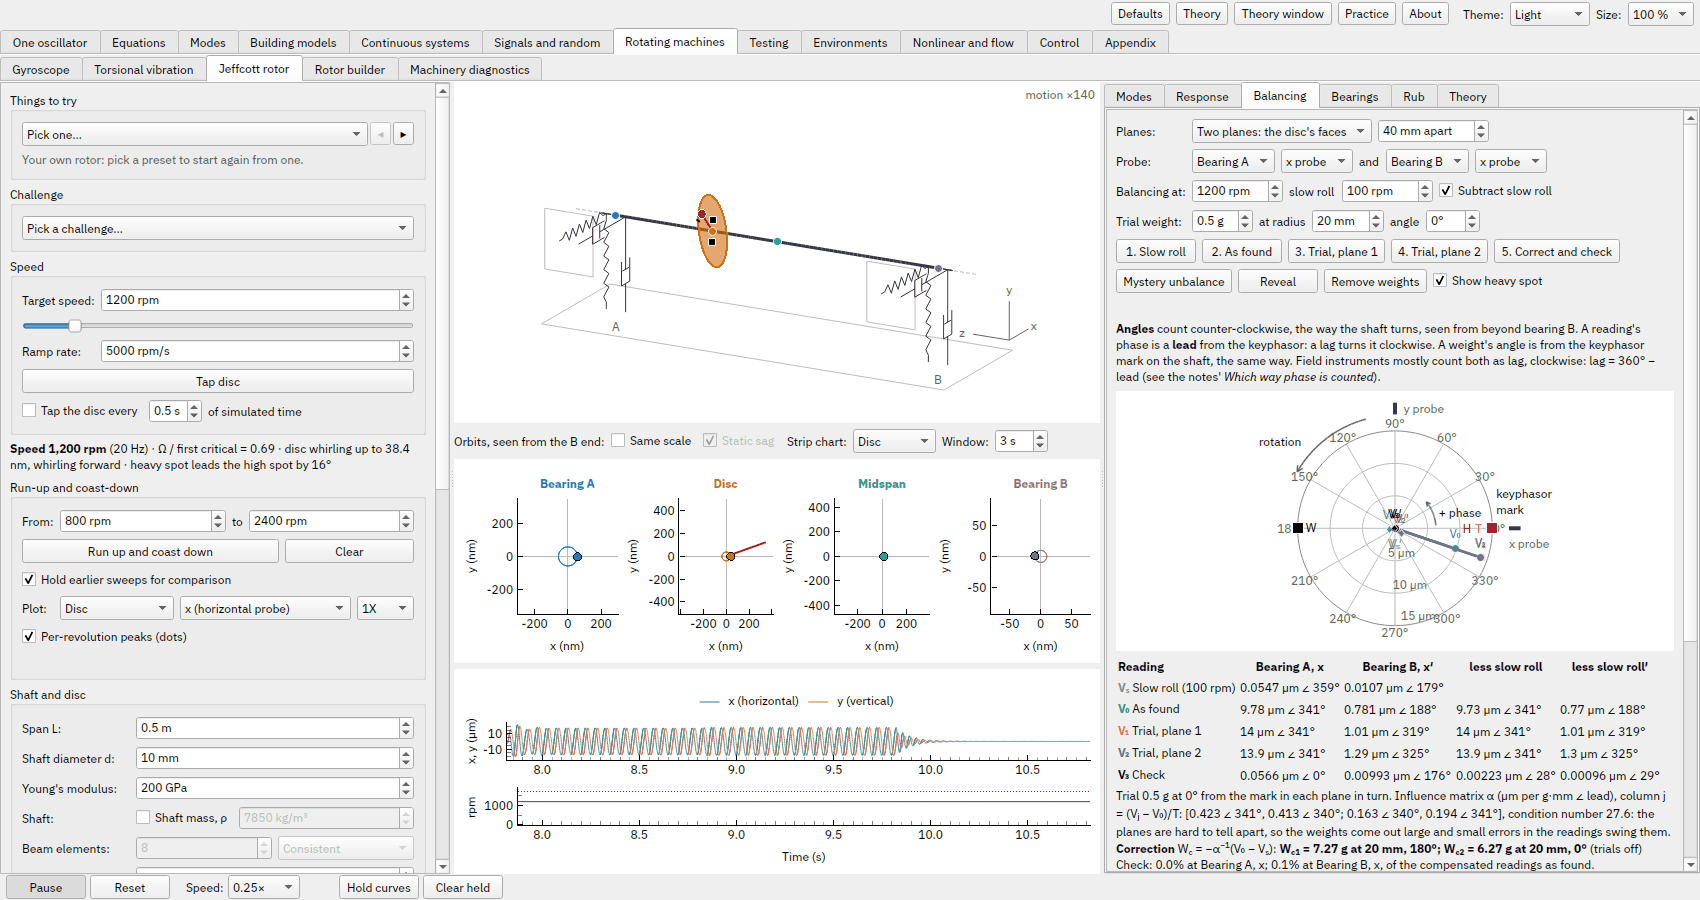 Defaults Theory Theory window Practice About Theme: Light Size: 100 %
One oscillator Equations Modes Building models Continuous systems Signals and random Rotating machines Testing Environments Nonlinear and flow Control Appendix
Gyroscope Torsional vibration Jeffcott rotor Rotor builder Machinery diagnostics
Things to try
Pick one...
Your own rotor: pick a preset to start again from one.
Challenge
Pick a challenge...
Speed
Target speed: 1200 rpm
Ramp rate: 5000 rpm/s
Tap disc
Tap the disc every 0.5 s of simulated time
Speed 1,200 rpm (20 Hz) · Ω / first critical = 0.69 · disc whirling up to 38.4
nm, whirling forward · heavy spot leads the high spot by 16°
Run-up and coast-down
From: 800 rpm to 2400 rpm
Run up and coast down Clear
Hold earlier sweeps for comparison
Plot: Disc x (horizontal probe) 1X
Per-revolution peaks (dots)
Shaft and disc
Span L: 0.5 m
Shaft diameter d: 10 mm
Young's modulus: 200 GPa
Shaft: Shaft mass, ρ 7850 kg/m³
Beam elements: 8 Consistent
Pause Reset Speed: 0.25× Hold curves Clear held
motion ×140
A
B
y
x
z
Orbits, seen from the B end: Same scale Static sag Strip chart: Disc Window: 3 s
Bearing A Disc Midspan Bearing B
y (nm) 200 0 -200
-200 0 200
x (nm)
y (nm) 400 200 0 -200 -400
-200 0 200
x (nm)
y (nm) 400 200 0 -200 -400
-200 0 200
x (nm)
y (nm) 50 0 -50
-50 0 50
x (nm)
x (horizontal) y (vertical)
x, y (μm) 10 -10
8.0 8.5 9.0 9.5 10.0 10.5
rpm 1000 0
8.0 8.5 9.0 9.5 10.0 10.5
Time (s)
Modes Response Balancing Bearings Rub Theory
Planes: Two planes: the disc's faces 40 mm apart
Probe: Bearing A x probe and Bearing B x probe
Balancing at: 1200 rpm slow roll 100 rpm Subtract slow roll
Trial weight: 0.5 g at radius 20 mm angle 0°
1. Slow roll 2. As found 3. Trial, plane 1 4. Trial, plane 2 5. Correct and check
Mystery unbalance Reveal Remove weights Show heavy spot
Angles count counter-clockwise, the way the shaft turns, seen from beyond bearing B. A reading's
phase is a lead from the keyphasor: a lag turns it clockwise. A weight's angle is from the keyphasor
mark on the shaft, the same way. Field instruments mostly count both as lag, clockwise: lag = 360° −
lead (see the notes' Which way phase is counted).
y probe
90°
rotation 120° 60°
150° 30°
keyphasor
mark
+ phase
18 W H T °
V₀ V₂
x probe
5 μm
210° 10 μm 330°
240° 15 μm 300°
270°
Reading Bearing A, x Bearing B, x′ less slow roll less slow roll′
Vₛ Slow roll (100 rpm) 0.0547 μm ∠ 359° 0.0107 μm ∠ 179°
V₀ As found 9.78 μm ∠ 341° 0.781 μm ∠ 188° 9.73 μm ∠ 341° 0.77 μm ∠ 188°
V₁ Trial, plane 1 14 μm ∠ 341° 1.01 μm ∠ 319° 14 μm ∠ 341° 1.01 μm ∠ 319°
V₂ Trial, plane 2 13.9 μm ∠ 341° 1.29 μm ∠ 325° 13.9 μm ∠ 341° 1.3 μm ∠ 325°
V₃ Check 0.0566 μm ∠ 0° 0.00993 μm ∠ 176° 0.00223 μm ∠ 28° 0.00096 μm ∠ 29°
Trial 0.5 g at 0° from the mark in each plane in turn. Influence matrix α (μm per g·mm ∠ lead), column j
= (Vⱼ − V₀)/T: [0.423 ∠ 341°, 0.413 ∠ 340°; 0.163 ∠ 340°, 0.194 ∠ 341°], condition number 27.6: the
planes are hard to tell apart, so the weights come out large and small errors in the readings swing them.
Correction W꜀ = −α⁻¹(V₀ − Vₛ): W꜀₁ = 7.27 g at 20 mm, 180°; W꜀₂ = 6.27 g at 20 mm, 0° (trials off)
Check: 0.0% at Bearing A, x; 0.1% at Bearing B, x, of the compensated readings as found.